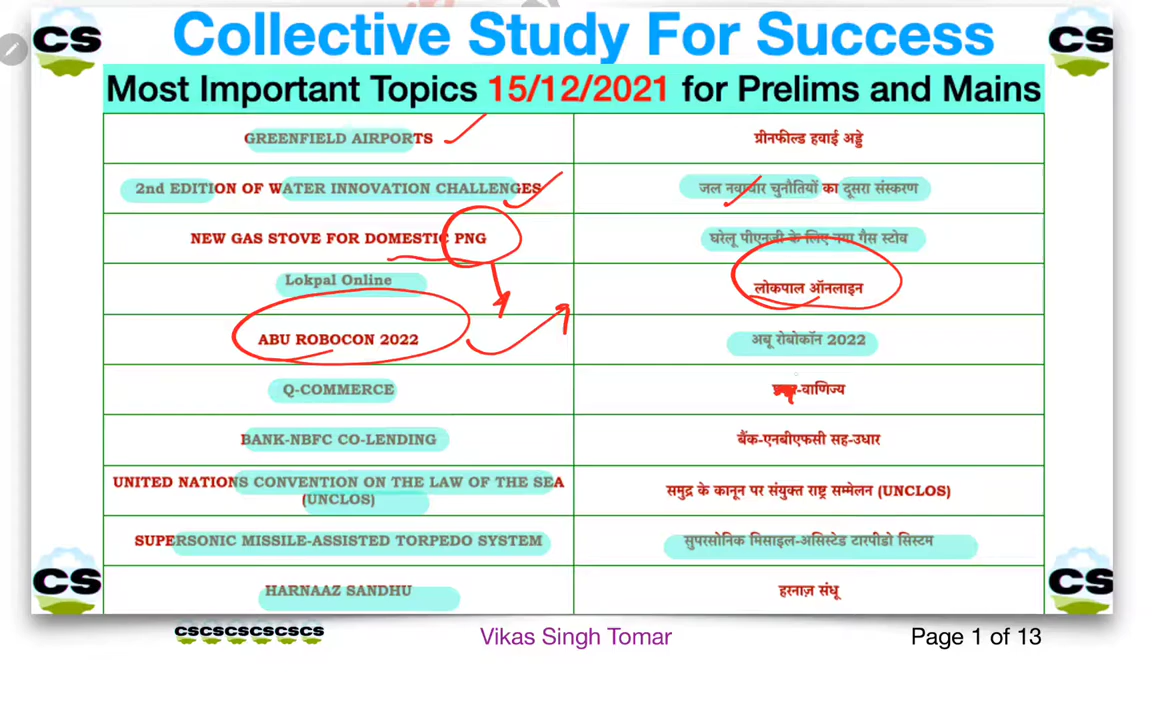 CS
Collective Study For Success
CS
Most Important Topics 15/12/2021 for Prelims and Mains
GREENFIELD AIRPORTS
ग्रीनफील्ड हवाई अड्डे
2nd EDITION OF WATER INNOVATION CHALLENGES
जल नवाचार चुनौतियों का दूसरा संस्करण
NEW GAS STOVE FOR DOMESTIC PNG
घरेलू पीएनजी के लिए नया गैस स्टोव
Lokpal Online
लोकपाल ऑनलाइन
ABU ROBOCON 2022
अबू रोबोकॉन 2022
Q-COMMERCE
-वाणिज्य
BANK-NBFC CO-LENDING
बैंक-एनबीएफसी सह-उधार
UNITED NATIONS CONVENTION ON THE LAW OF THE SEA
(UNCLOS)
समुद्र के कानून पर संयुक्त राष्ट्र सम्मेलन (UNCLOS)
SUPERSONIC MISSILE-ASSISTED TORPEDO SYSTEM
सुपरसोनिक मिसाइल-असिस्टेड टारपीडो सिस्टम
HARNAAZ SANDHU
हरनाज़ संधू
CS
CS
CSCSCSCSCSCS
Vikas Singh Tomar
Page 1 of 13